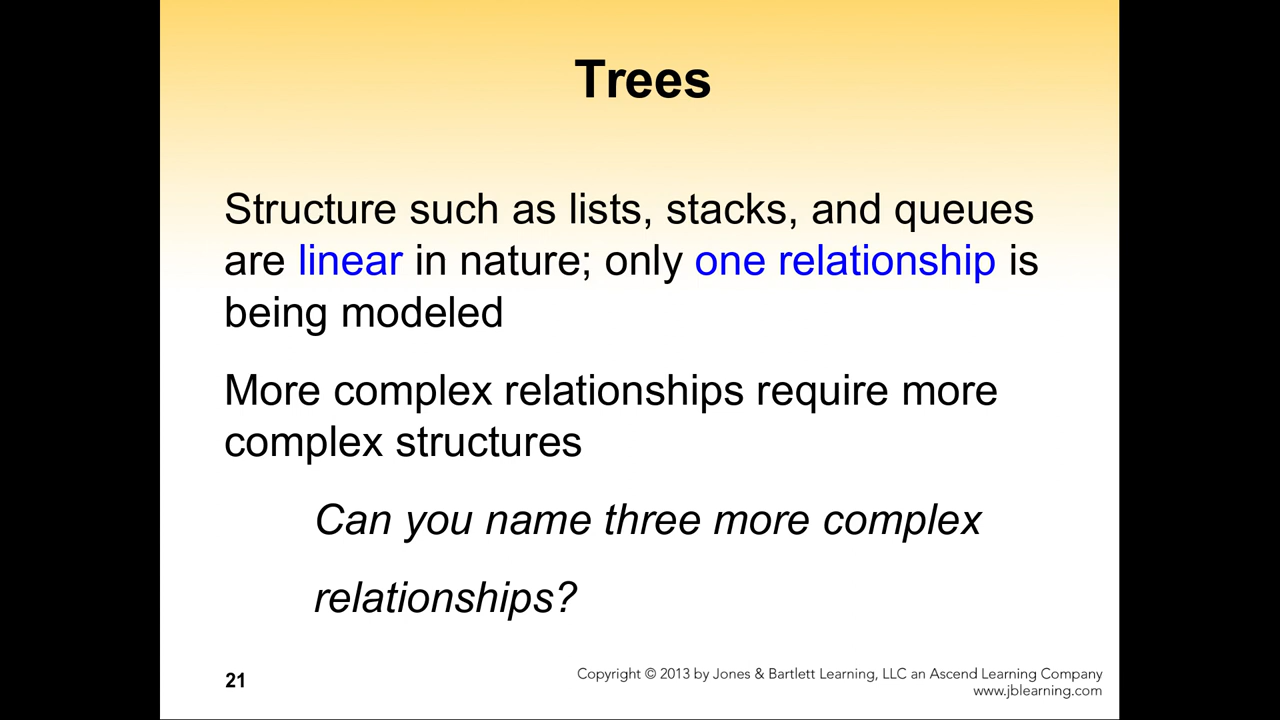 Trees
Structure such as lists, stacks, and queues
are linear in nature; only one relationship is
being modeled
More complex relationships require more
complex structures
Can you name three more complex
relationships?
21
Copyright © 2013 by Jones & Bartlett Learning, LLC an Ascend Learning Company
www.jblearning.com